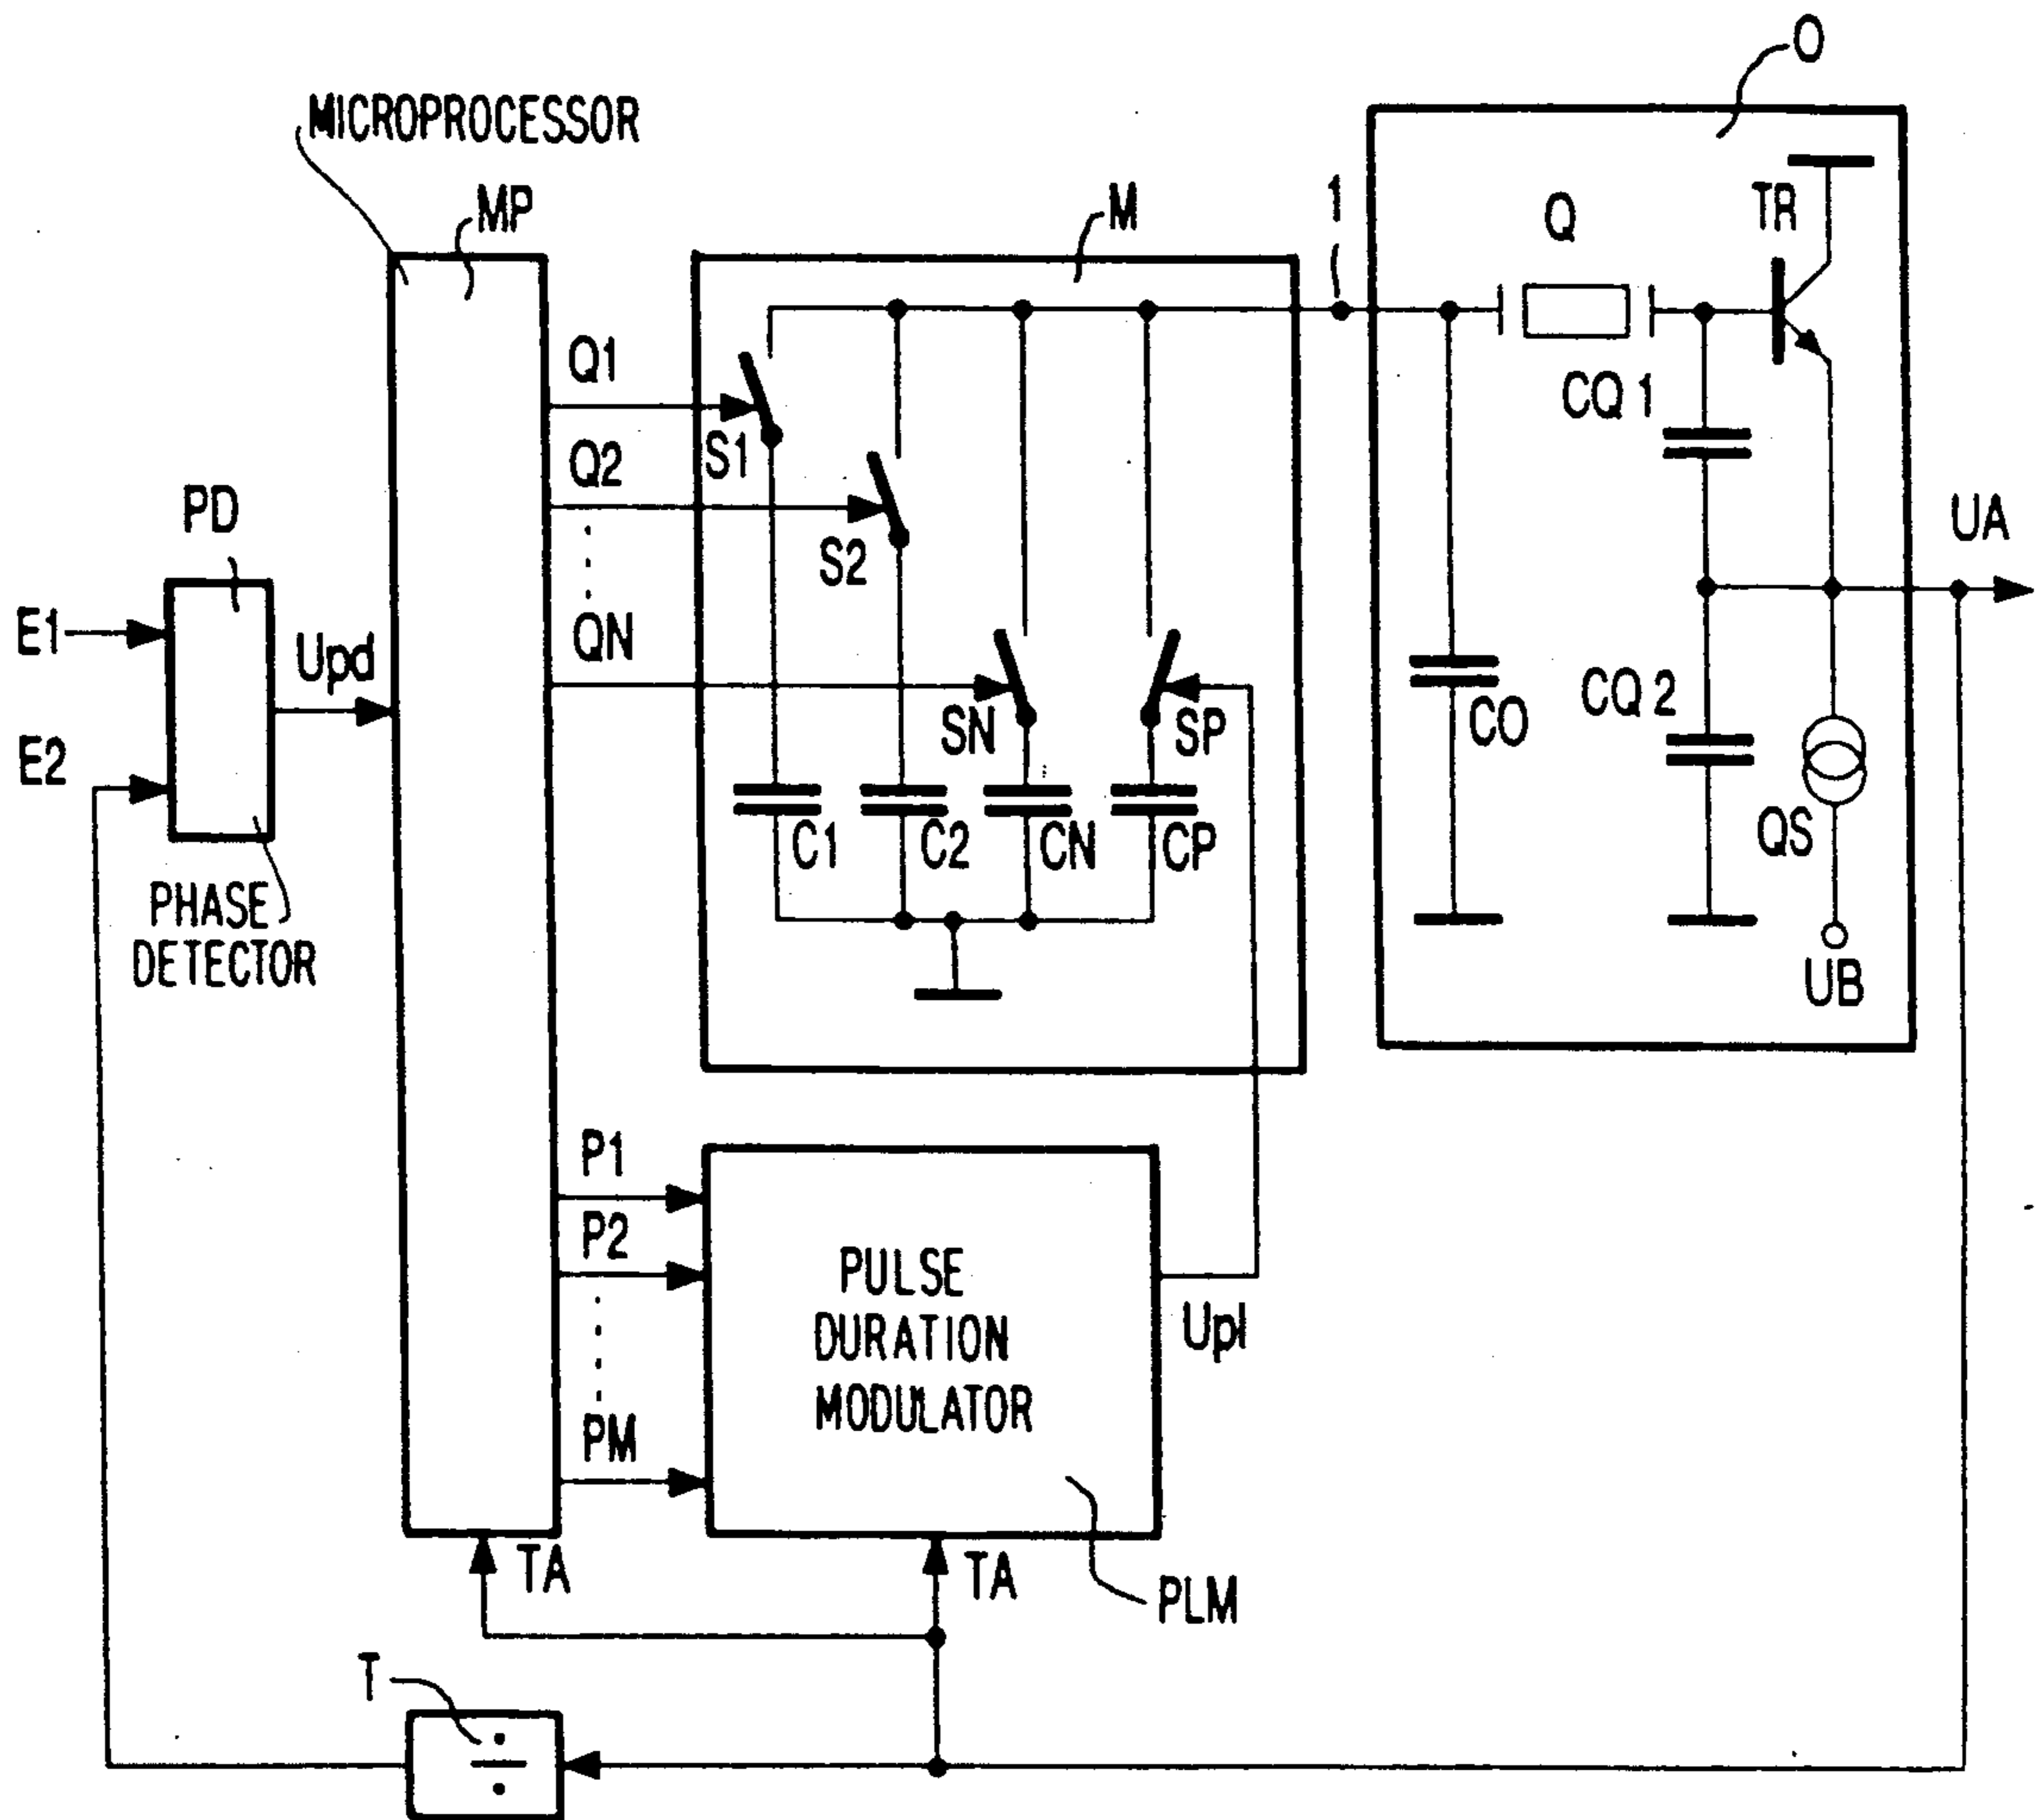 O
MICROPROCESSOR
MP
M
1
Q
TR
Q1
CQ 1
S1
Q2
PD
S2
UA
E1
Upd
QN
SN
SP
CO
CQ 2
E2
C1
C2
CN
CP
QS
PHASE
DETECTOR
UB
P1
P2
PULSE
DURATION
MODULATOR
Upl
PM
TA
TA
PLM
T